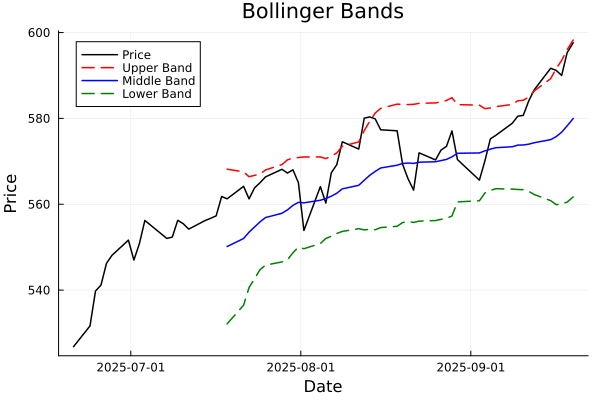 Bollinger Bands
Price
Upper Band
Middle Band
Lower Band
600
580
560
540
Price
2025-07-01
2025-08-01
2025-09-01
Date